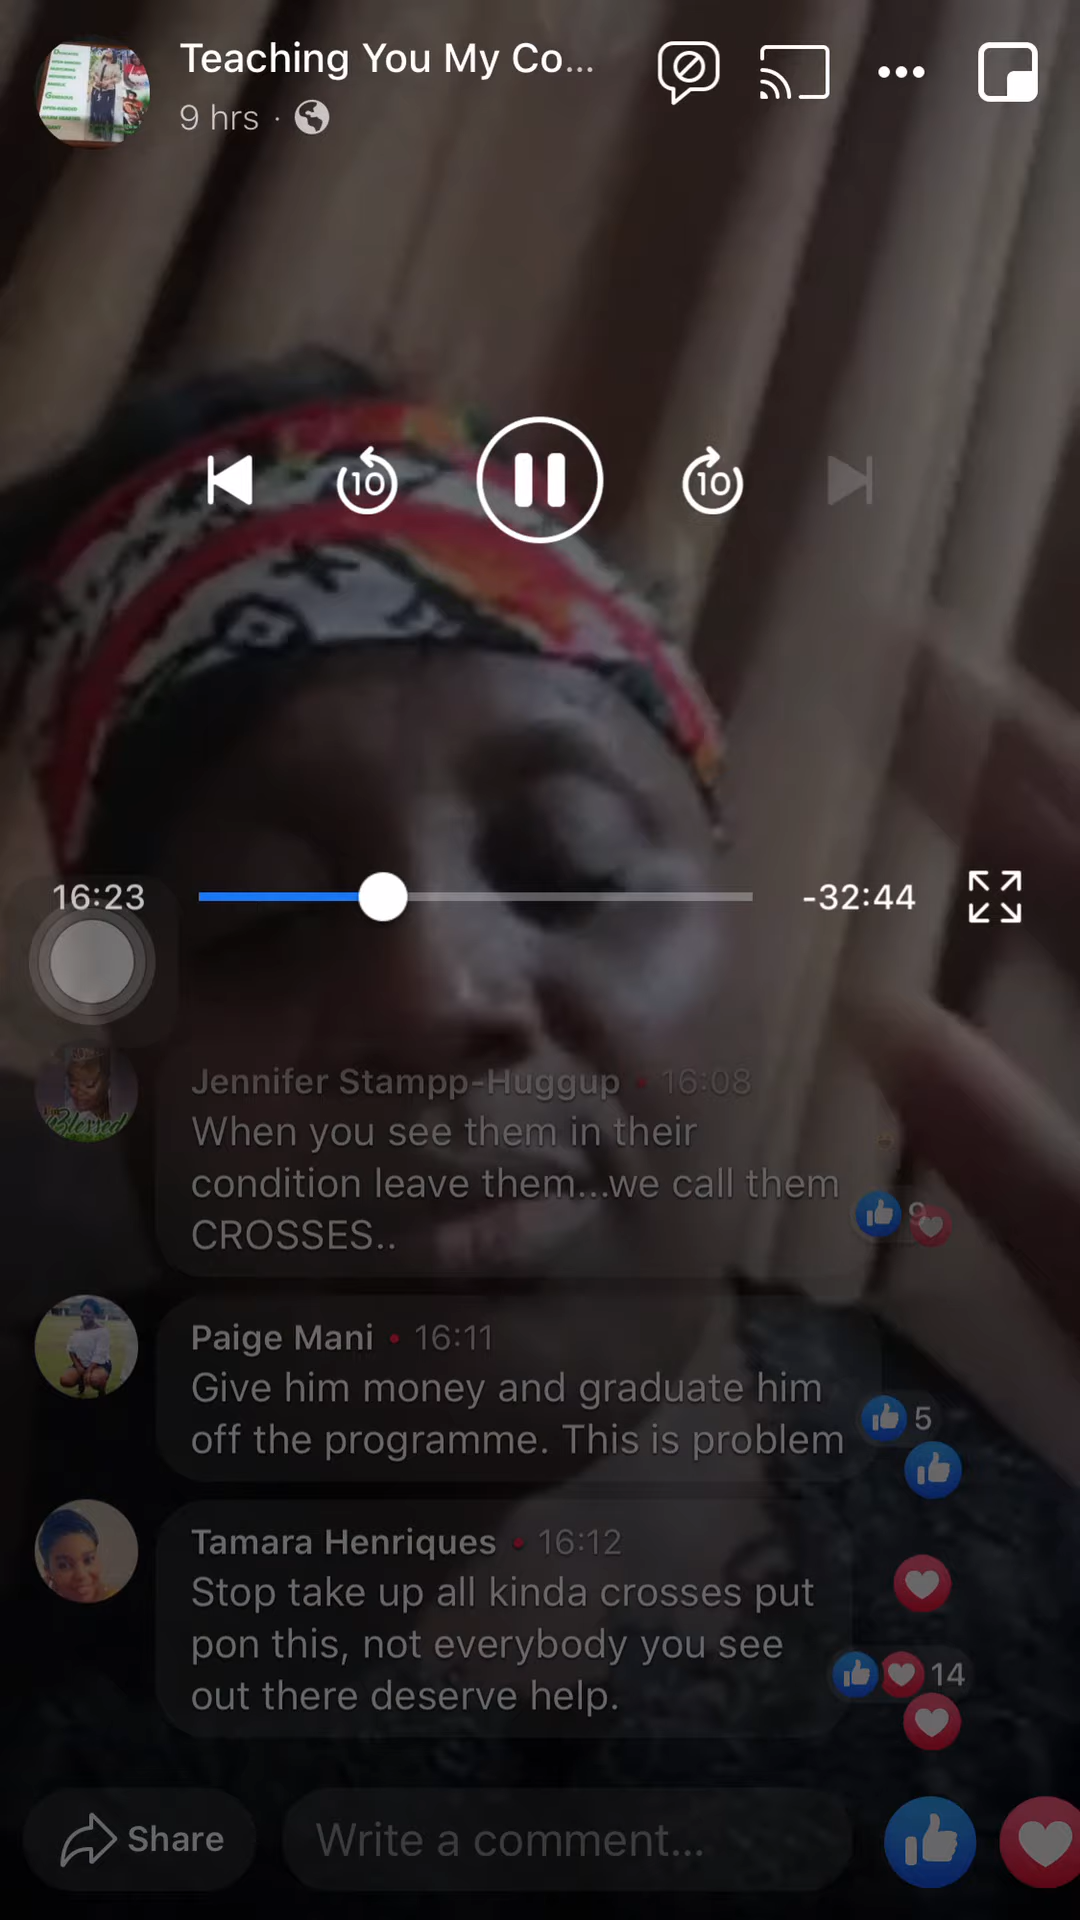 Teaching You My Co...
9 hrs ·
10
10
16:23
-32:44
Jennifer Stampp-Huggup • 16:08
When you see them in their
condition leave them...we call them
CROSSES..
9
Blessed
Paige Mani • 16:11
Give him money and graduate him
off the programme. This is problem
5
Tamara Henriques • 16:12
Stop take up all kinda crosses put
pon this, not everybody you see
out there deserve help.
14
Share
Write a comment...